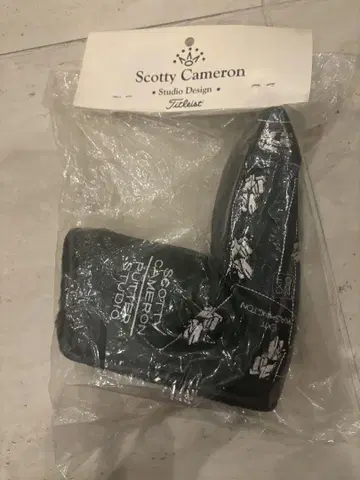 Scotty Cameron
• Studio Design •
Titleist
SCOTTY
CAMERON
PUTTER
STUDIO